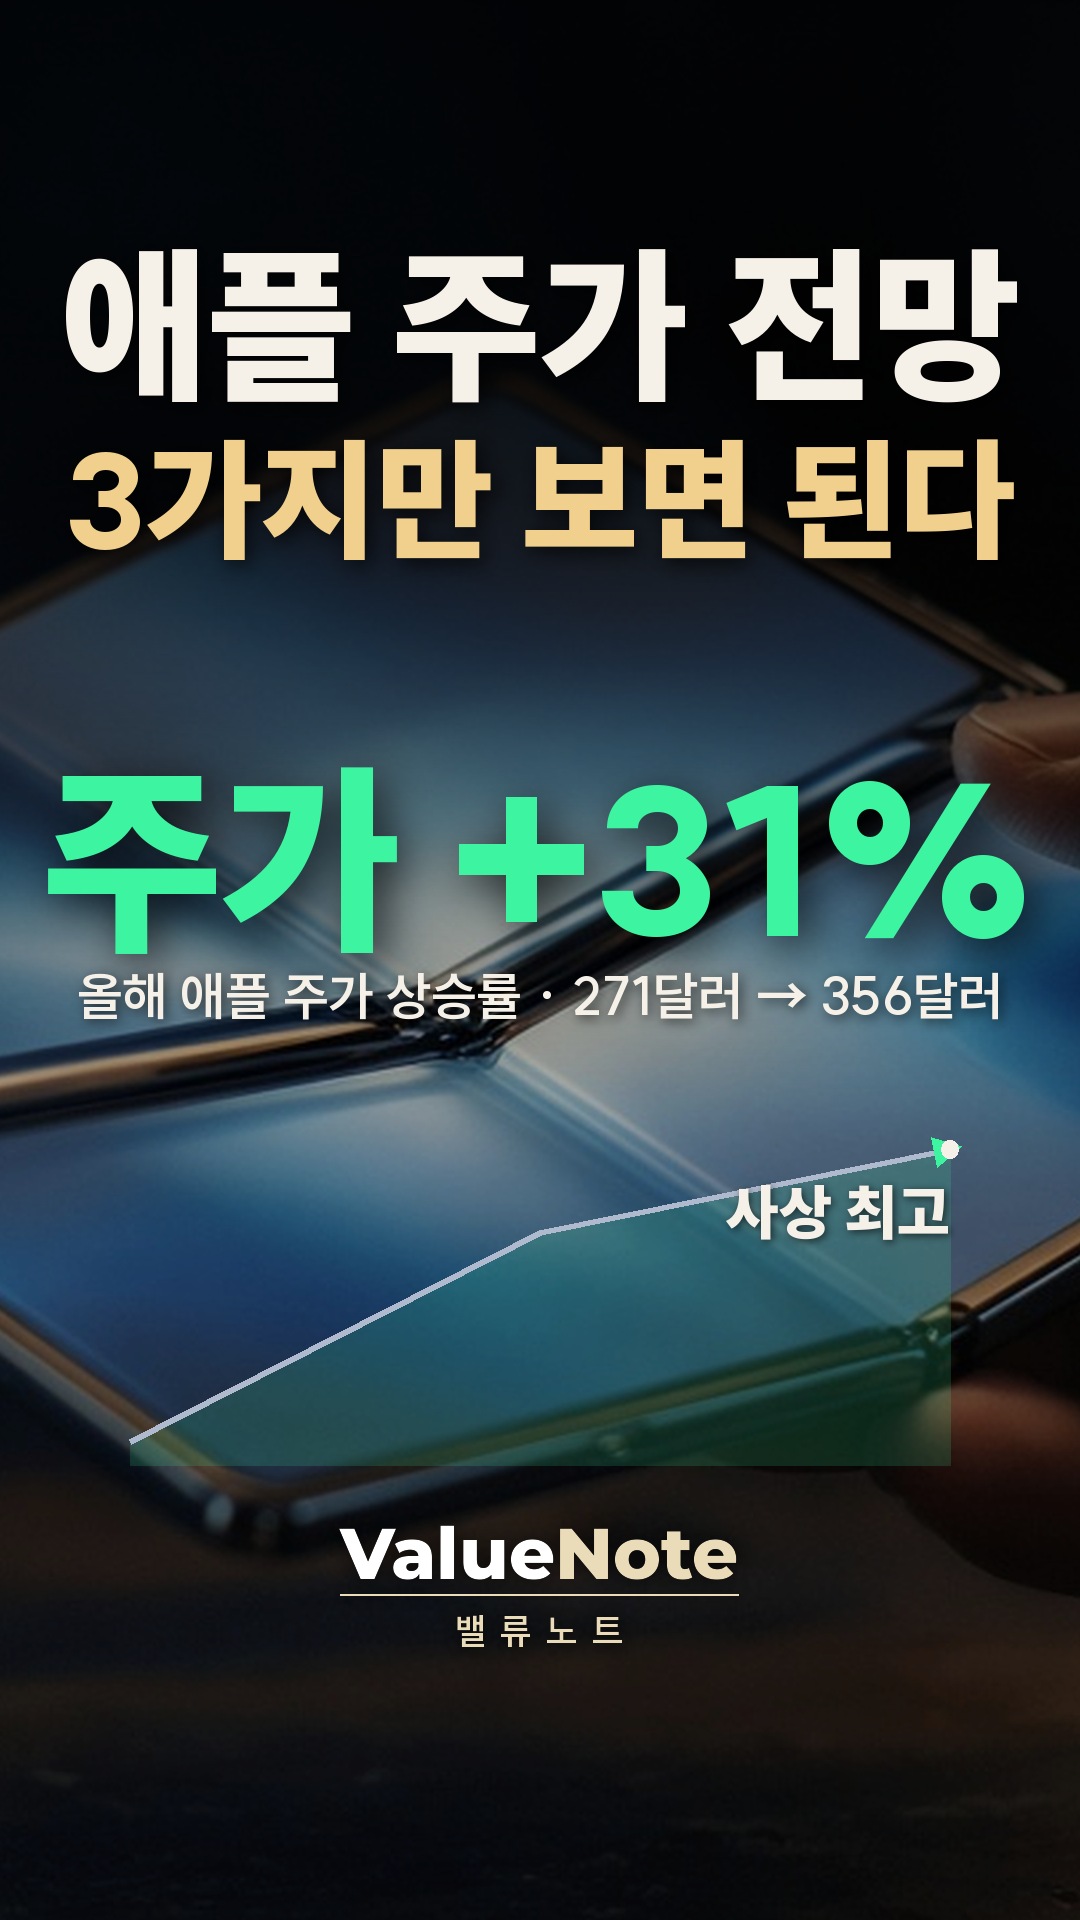 애플 주가 전망
3가지만 보면 된다
주가 +31%
올해 애플 주가 상승률 · 271달러 → 356달러
사상 최고
ValueNote
밸류노트